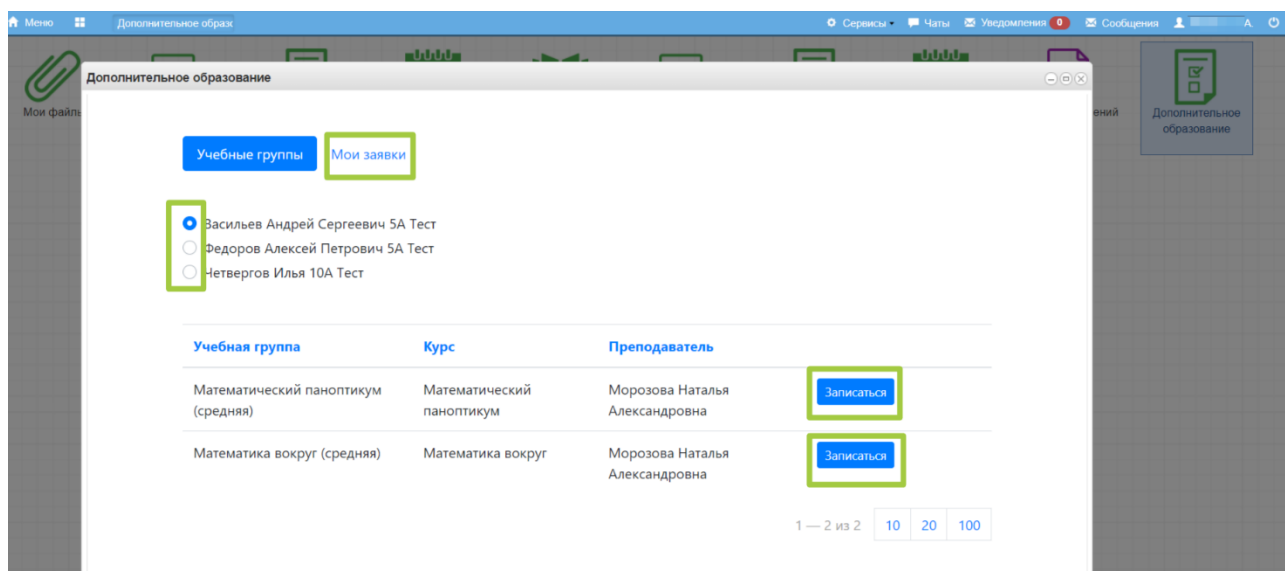 Меню
Дополнительное образ
Сервисы
Чаты
Уведомления 0
Сообщения
А.
Мои файлы
ений
Дополнительное
образование
Дополнительное образование
Учебные группы
Мои заявки
Васильев Андрей Сергеевич 5А Тест
Федоров Алексей Петрович 5А Тест
Четвергов Илья 10А Тест
Учебная группа
Курс
Преподаватель
Математический паноптикум
(средняя)
Математический
паноптикум
Морозова Наталья
Александровна
Записаться
Математика вокруг (средняя)
Математика вокруг
Морозова Наталья
Александровна
Записаться
1 — 2 из 2
10
20
100